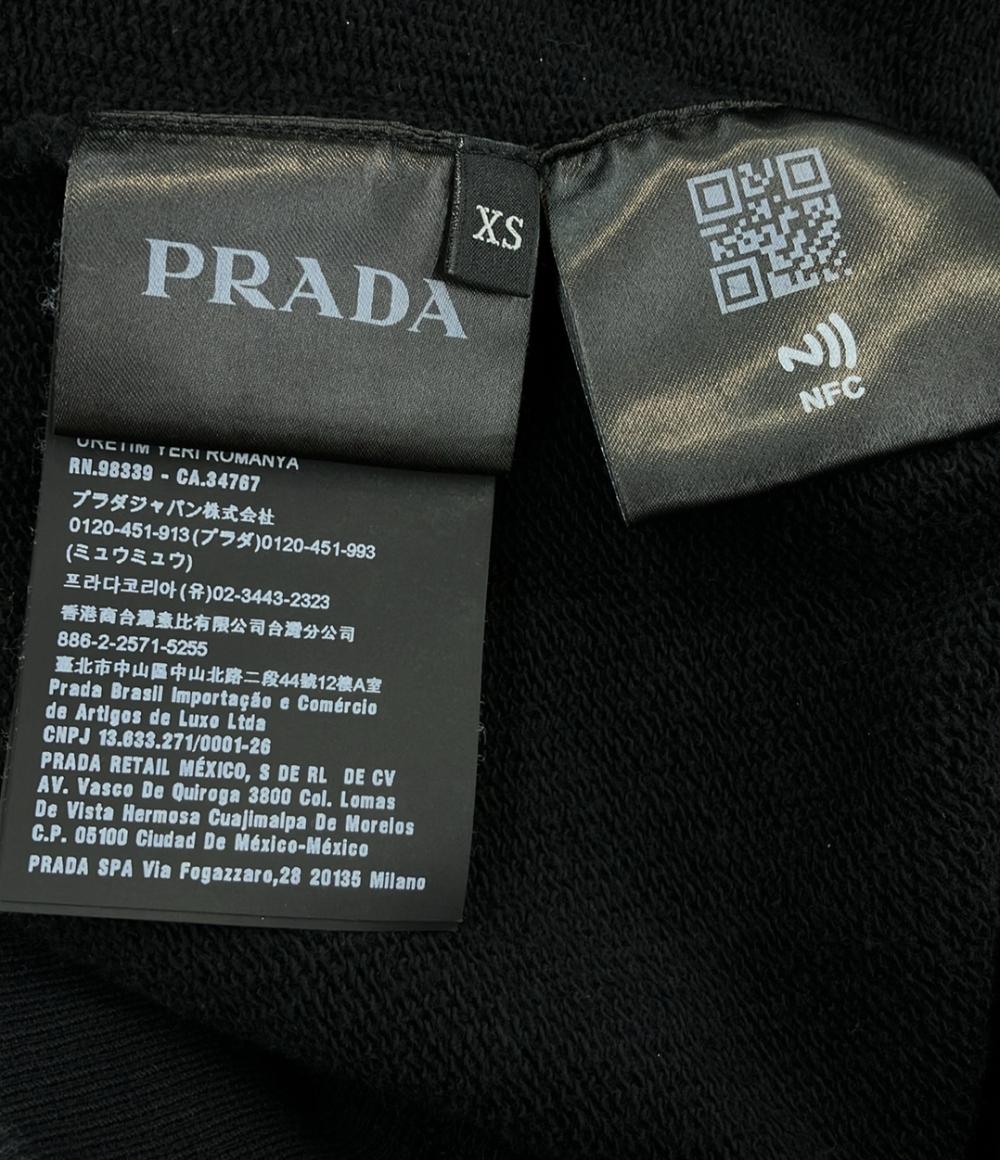 PRADA
XS
NFC
ÜRETİM YERİ ROMANYA
RN.98339 - CA.34767
プラダジャパン株式会社
0120-451-913(プラダ)0120-451-993
(ミュウミュウ)
프라다코리아(유)02-3443-2323
香港商台灣壹比有限公司台灣分公司
886-2-2571-5255
臺北市中山區中山北路二段44號12樓A室
Prada Brasil Importação e Comércio
de Artigos de Luxo Ltda
CNPJ 13.633.271/0001-26
PRADA RETAIL MÉXICO, S DE RL DE CV
AV. Vasco De Quiroga 3800 Col. Lomas
De Vista Hermosa Cuajimalpa De Morelos
C.P. 05100 Ciudad De México-México
PRADA SPA Via Fogazzaro,28 20135 Milano